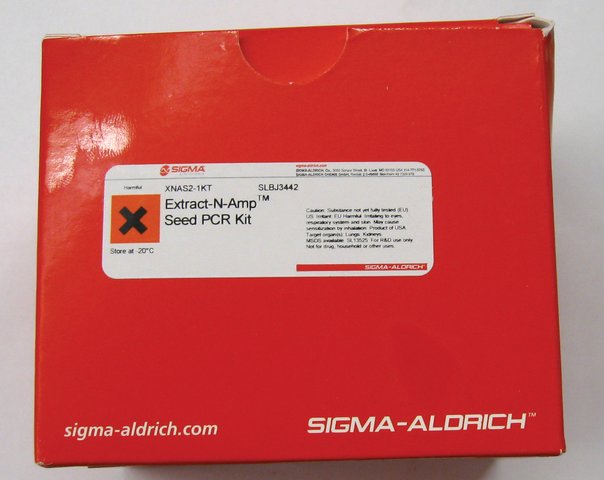 SIGMA
sigma-aldrich.com
Harmful
XNAS2-1KT
SLBJ3442
Extract-N-Amp™
Seed PCR Kit
Store at -20°C
Caution: Substance not yet fully tested (EU).
US. Irritant. EU Harmful. Irritating to eyes,
respiratory system and skin. May cause
sensitization by inhalation. Product of USA.
Target organ(s): Lungs. Kidneys.
MSDS available. SL13525. For R&D use only.
Not for drug, household or other uses.
SIGMA-ALDRICH
sigma-aldrich.com
SIGMA-ALDRICH™